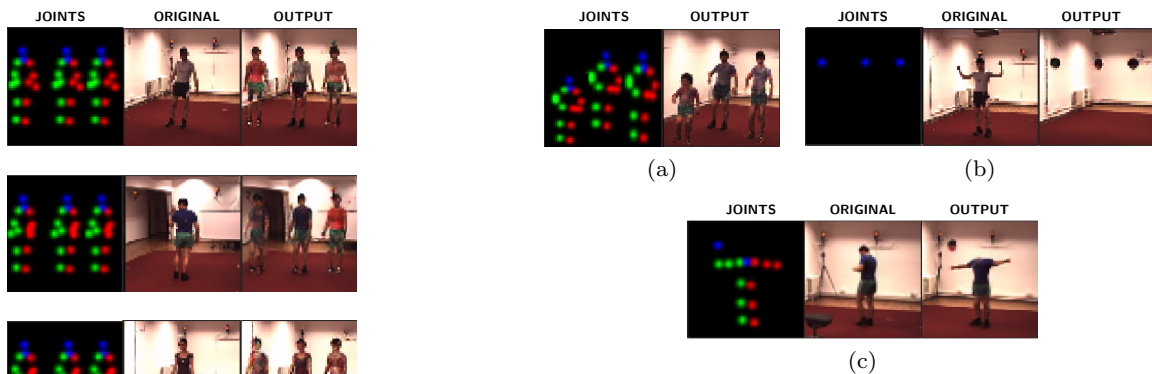 JOINTS ORIGINAL OUTPUT
JOINTS OUTPUT
JOINTS ORIGINAL OUTPUT
(a)
(b)
JOINTS ORIGINAL OUTPUT
(c)